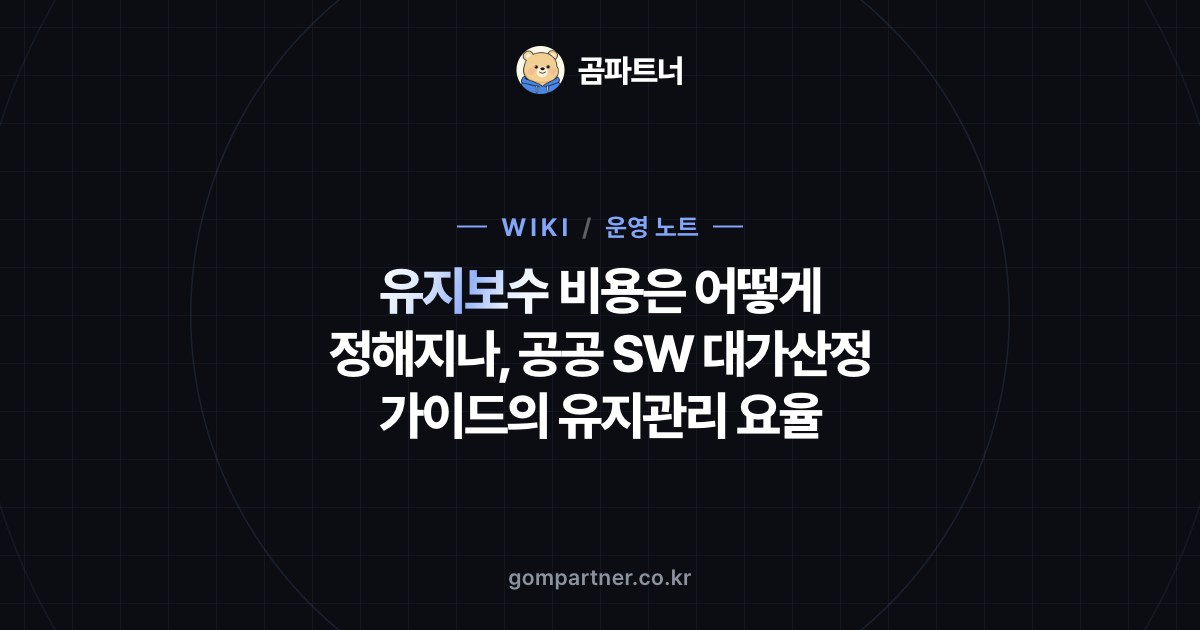 곰파트너
WIKI / 운영 노트
유지보수 비용은 어떻게
정해지나, 공공 SW 대가산정
가이드의 유지관리 요율
gompartner.co.kr